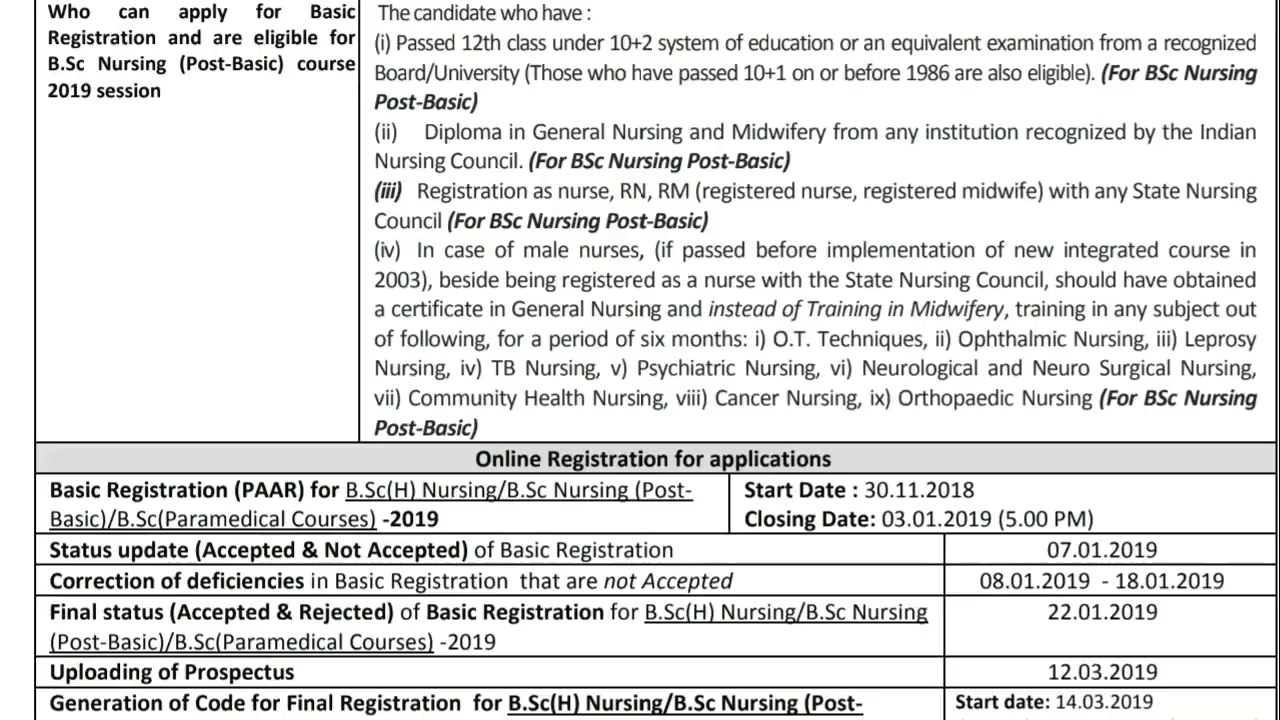 Who can apply for Basic
Registration and are eligible for
B.Sc Nursing (Post-Basic) course
2019 session
The candidate who have :
(i) Passed 12th class under 10+2 system of education or an equivalent examination from a recognized
Board/University (Those who have passed 10+1 on or before 1986 are also eligible). (For BSc Nursing
Post-Basic)
(ii) Diploma in General Nursing and Midwifery from any institution recognized by the Indian
Nursing Council. (For BSc Nursing Post-Basic)
(iii) Registration as nurse, RN, RM (registered nurse, registered midwife) with any State Nursing
Council (For BSc Nursing Post-Basic)
(iv) In case of male nurses, (if passed before implementation of new integrated course in
2003), beside being registered as a nurse with the State Nursing Council, should have obtained
a certificate in General Nursing and instead of Training in Midwifery, training in any subject out
of following, for a period of six months: i) O.T. Techniques, ii) Ophthalmic Nursing, iii) Leprosy
Nursing, iv) TB Nursing, v) Psychiatric Nursing, vi) Neurological and Neuro Surgical Nursing,
vii) Community Health Nursing, viii) Cancer Nursing, ix) Orthopaedic Nursing (For BSc Nursing
Post-Basic)
Online Registration for applications
Basic Registration (PAAR) for B.Sc(H) Nursing/B.Sc Nursing (Post-
Basic)/B.Sc(Paramedical Courses) -2019
Start Date : 30.11.2018
Closing Date: 03.01.2019 (5.00 PM)
Status update (Accepted & Not Accepted) of Basic Registration
07.01.2019
Correction of deficiencies in Basic Registration that are not Accepted
08.01.2019 - 18.01.2019
Final status (Accepted & Rejected) of Basic Registration for B.Sc(H) Nursing/B.Sc Nursing
(Post-Basic)/B.Sc(Paramedical Courses) -2019
22.01.2019
Uploading of Prospectus
12.03.2019
Generation of Code for Final Registration for B.Sc(H) Nursing/B.Sc Nursing (Post-
Start date: 14.03.2019